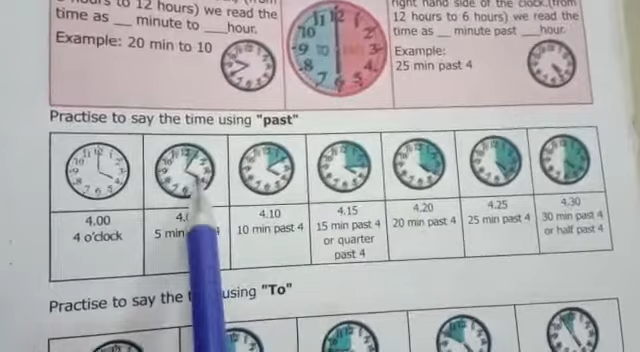 to 12 hours) we read the
time as __ minute to ___hour.
Example: 20 min to 10
TO
right hand side of the clock.(from
12 hours to 6 hours) we read the
time as __ minute past ___hour.
Example:
25 min past 4
Practise to say the time using "past"
4.00
4 o'clock
5 min
4.10
10 min past 4
4.15
15 min past 4
or quarter
past 4
4.20
20 min past 4
4.25
25 min past 4
4.30
30 min past 4
or half past 4
Practise to say the using "To"